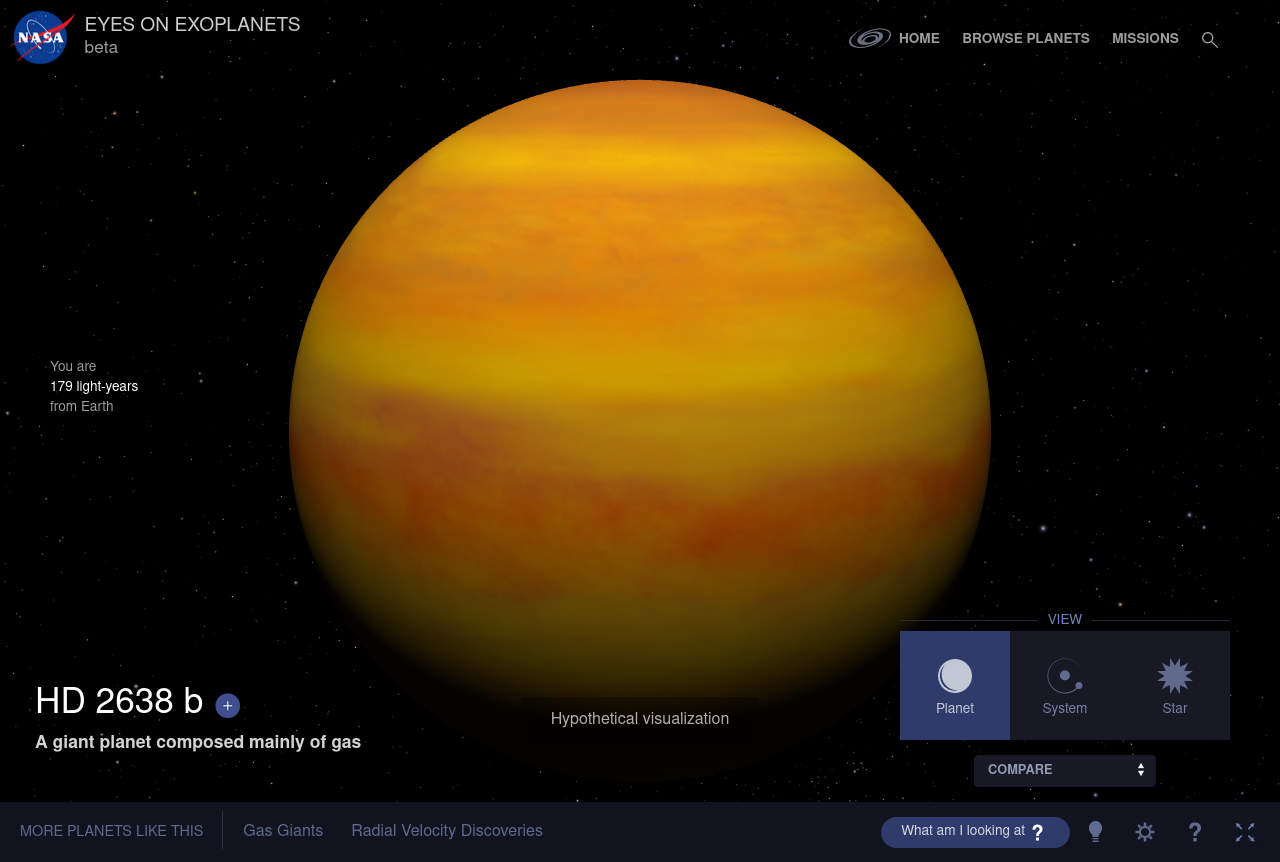 NASA
EYES ON EXOPLANETS
beta
HOME
BROWSE PLANETS
MISSIONS
You are
179 light-years
from Earth
VIEW
Planet
System
Star
HD 2638 b +
A giant planet composed mainly of gas
Hypothetical visualization
COMPARE
MORE PLANETS LIKE THIS
Gas Giants
Radial Velocity Discoveries
What am I looking at ?
?